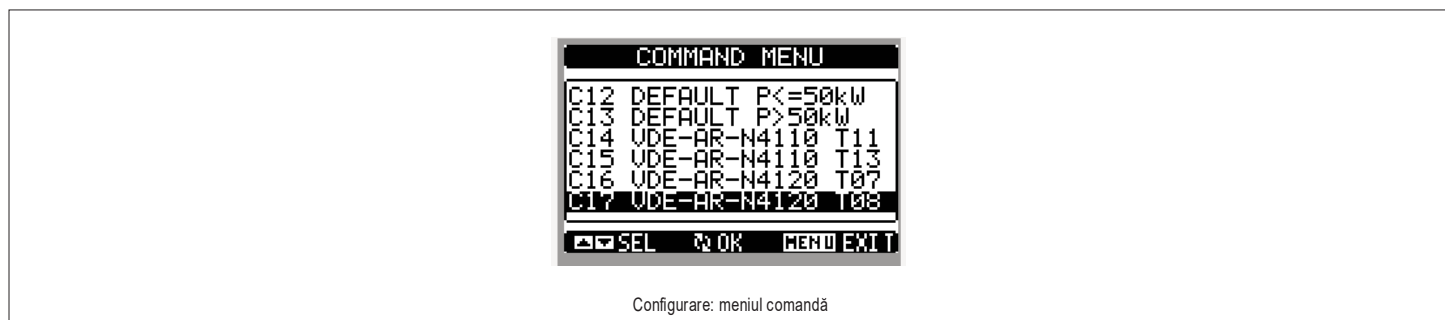 COMMAND MENU
C12 DEFAULT P<=50kW
C13 DEFAULT P>50kW
C14 VDE-AR-N4110 T11
C15 VDE-AR-N4110 T13
C16 VDE-AR-N4120 T07
C17 VDE-AR-N4120 T08
SEL OK MENU EXIT
Configurare: meniul comandă